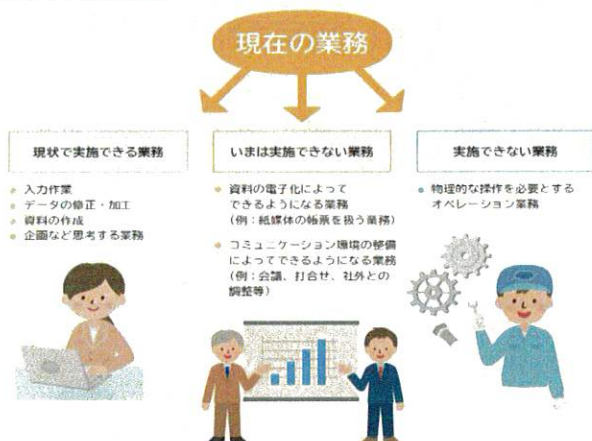 現在の業務
現状で実施できる業務
入力作業
データの修正・加工
資料の作成
企画など思考する業務
いまは実施できない業務
資料の電子化によって
できるようになる業務
(例：紙媒体の帳票を扱う業務)
コミュニケーション環境の整備
によってできるようになる業務
(例：会議、打合せ、社外との
調整等)
実施できない業務
物理的な操作を必要とする
オペレーション業務